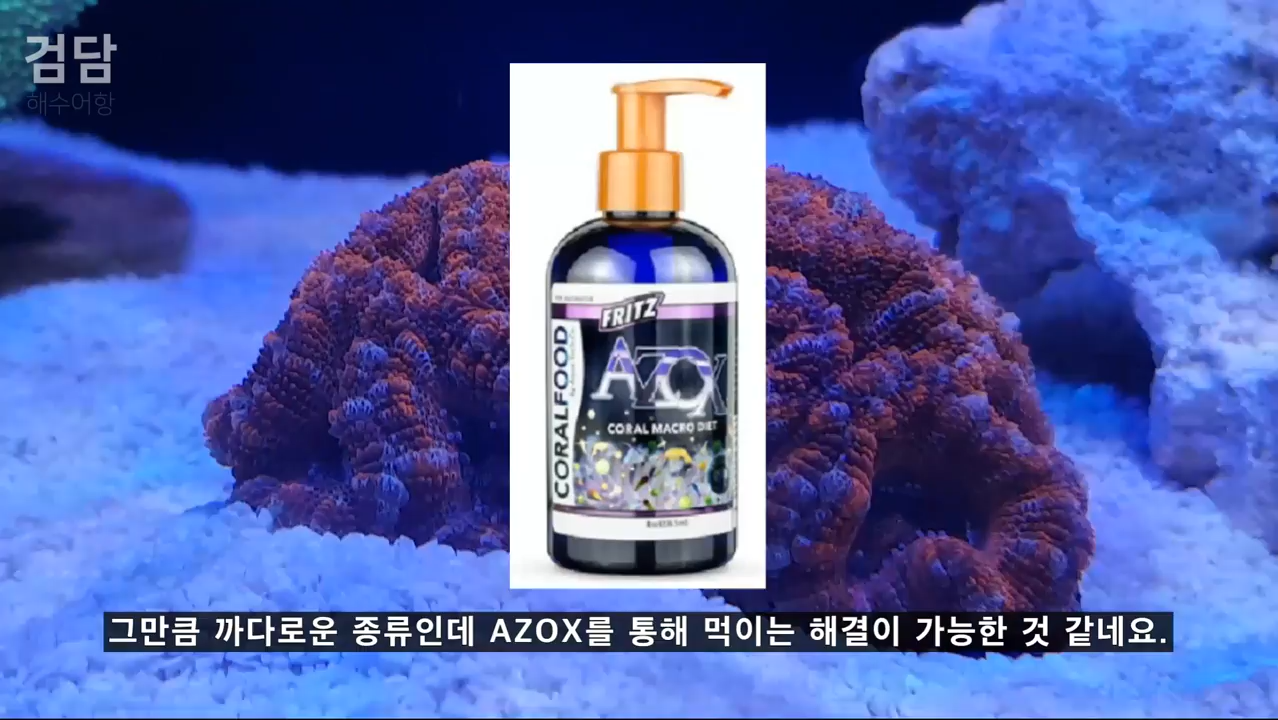 검담
해수어항
FRITZ
AZOX
CORALFOOD
CORAL MACRO DIET
그만큼 까다로운 종류인데 AZOX를 통해 먹이는 해결이 가능한 것 같네요.